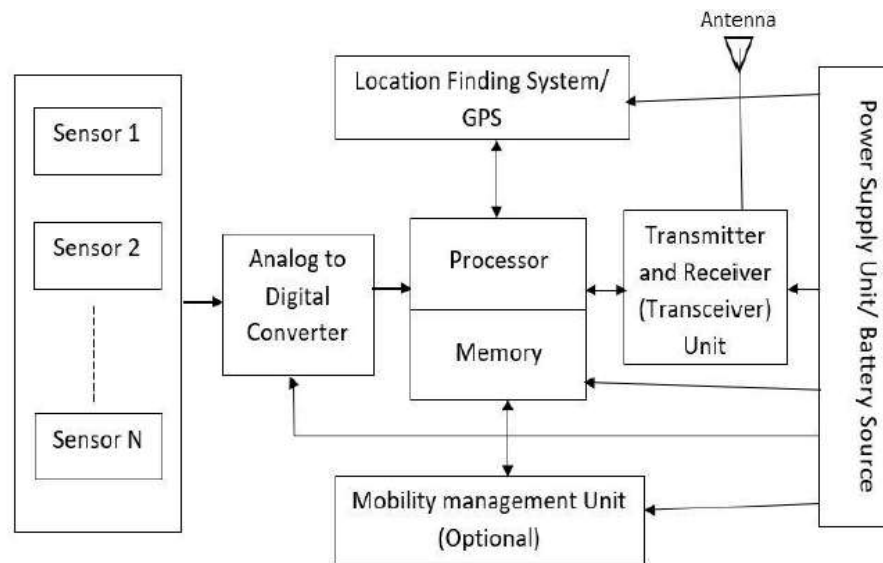 Antenna
Location Finding System/
GPS
Sensor 1
Sensor 2
Sensor N
Analog to
Digital
Converter
Processor
Memory
Transmitter
and Receiver
(Transceiver)
Unit
Mobility management Unit
(Optional)
Power Supply Unit/ Battery Source